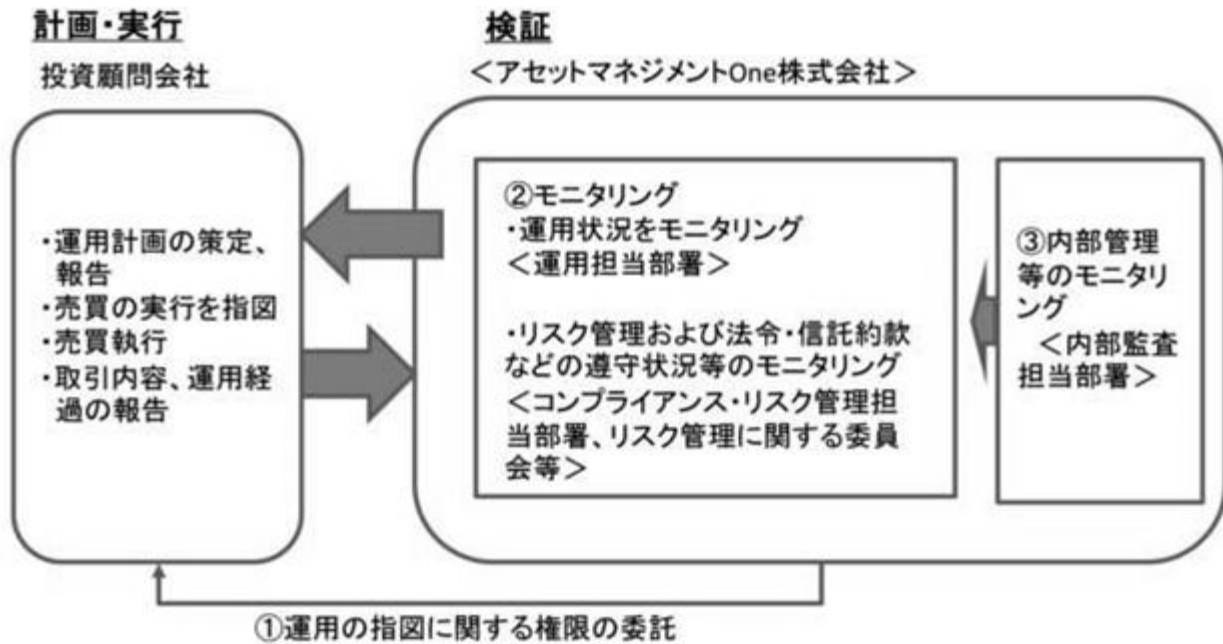 計画・実行
投資顧問会社
・運用計画の策定、
報告
・売買の実行を指図
・売買執行
・取引内容、運用経
過の報告
検証
＜アセットマネジメントOne株式会社＞
②モニタリング
・運用状況をモニタリング
＜運用担当部署＞
・リスク管理および法令・信託約款
などの遵守状況等のモニタリング
＜コンプライアンス・リスク管理担
当部署、リスク管理に関する委員
会等＞
③内部管理
等のモニタリ
ング
＜内部監査
担当部署＞
①運用の指図に関する権限の委託